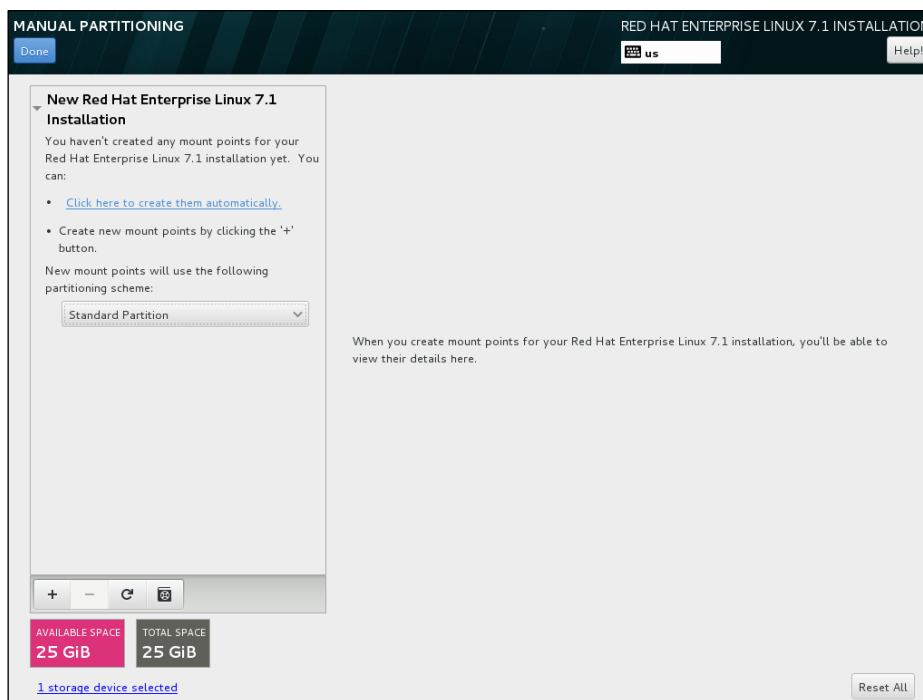 MANUAL PARTITIONING
RED HAT ENTERPRISE LINUX 7.1 INSTALLATION
Done
us
Help!
New Red Hat Enterprise Linux 7.1
Installation
You haven't created any mount points for your
Red Hat Enterprise Linux 7.1 installation yet. You
can:
• Click here to create them automatically.
• Create new mount points by clicking the '+'
button.
New mount points will use the following
partitioning scheme:
Standard Partition
When you create mount points for your Red Hat Enterprise Linux 7.1 installation, you'll be able to
view their details here.
+ −
AVAILABLE SPACE
25 GiB
TOTAL SPACE
25 GiB
1 storage device selected
Reset All